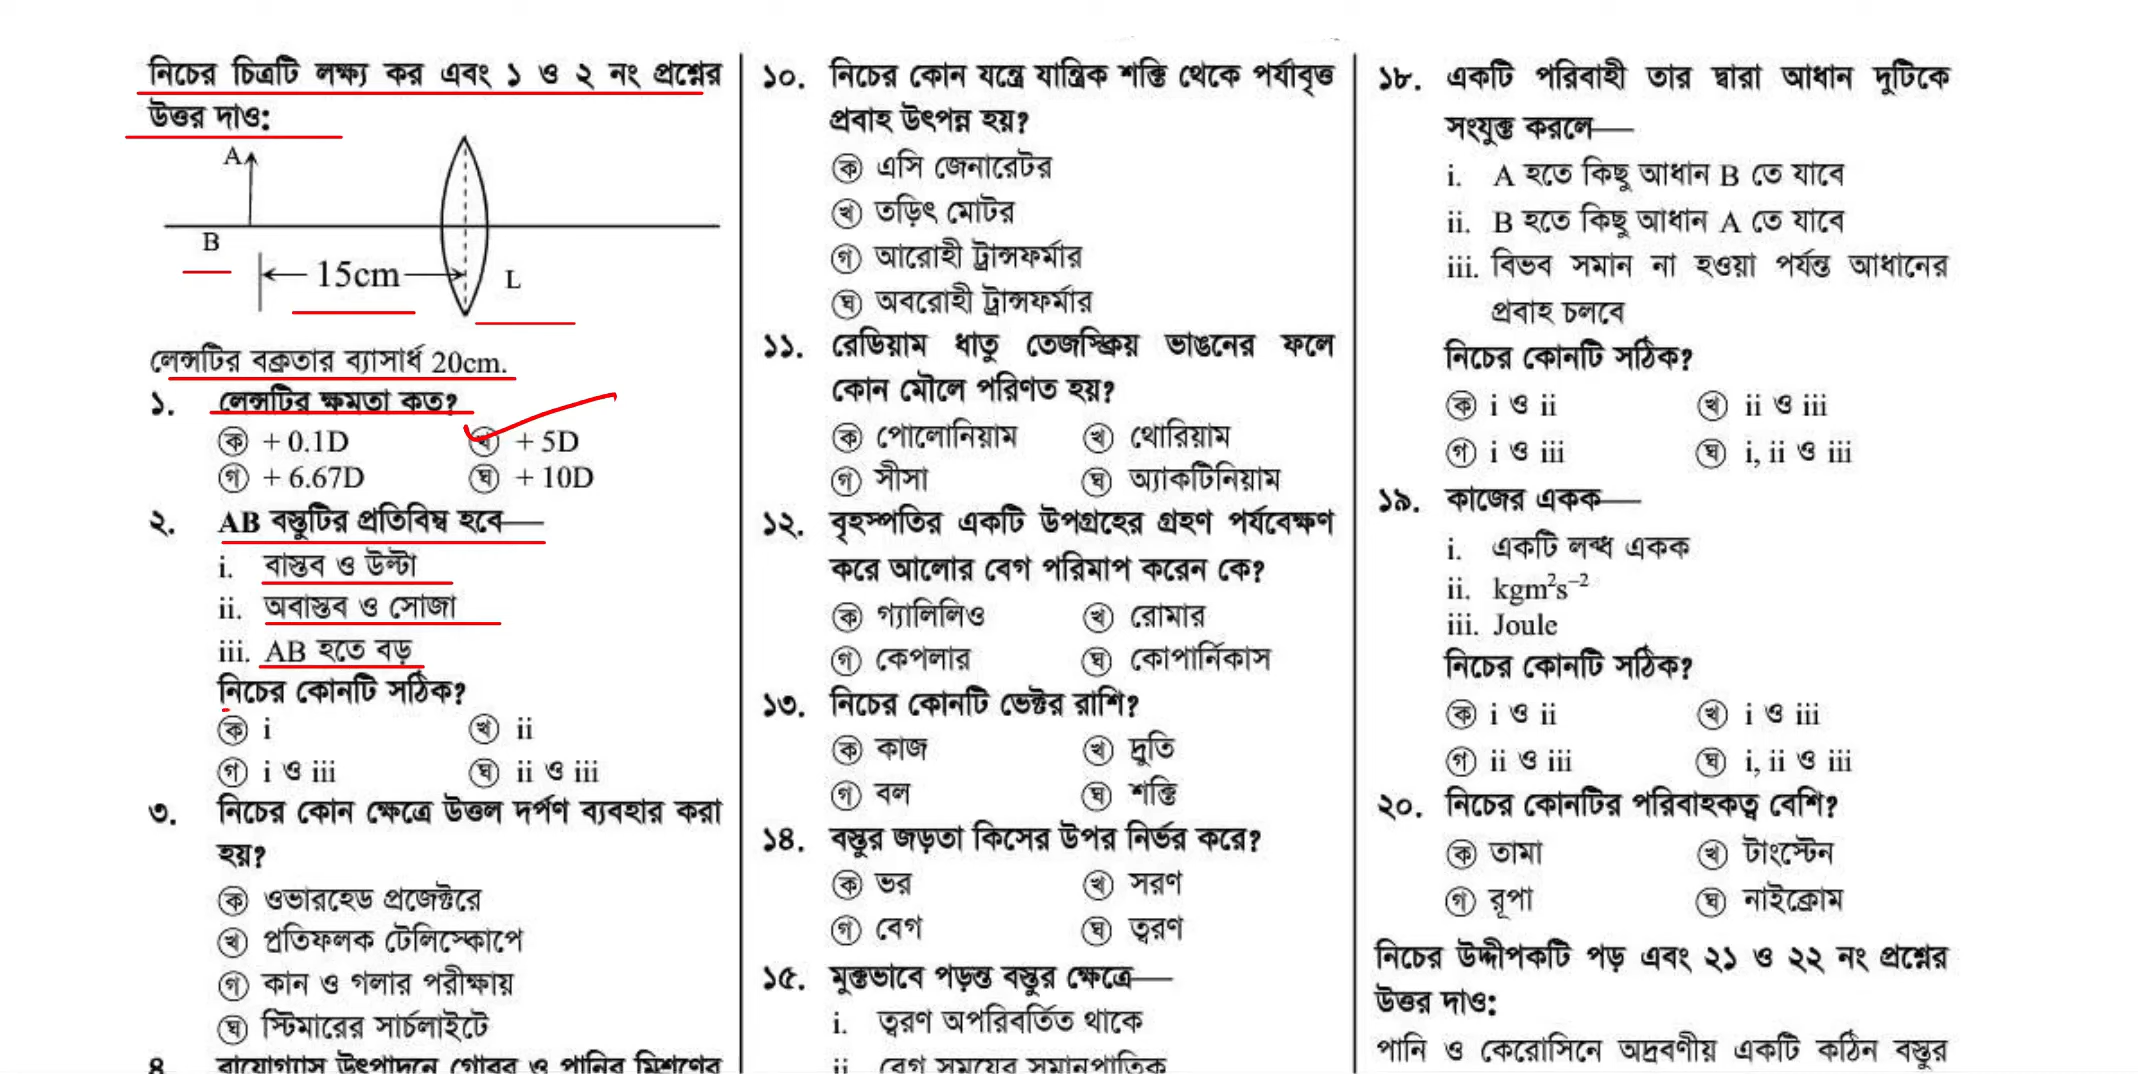 নিচের চিত্রটি লক্ষ্য কর এবং ১ ও ২ নং প্রশ্নের
উত্তর দাও:
A
B
15cm
L
লেন্সটির বক্রতার ব্যাসার্ধ 20cm.
১. লেন্সটির ক্ষমতা কত?
ক + 0.1D খ + 5D
গ + 6.67D ঘ + 10D
২. AB বস্তুটির প্রতিবিম্ব হবে—
i. বাস্তব ও উল্টা
ii. অবাস্তব ও সোজা
iii. AB হতে বড়
নিচের কোনটি সঠিক?
ক i খ ii
গ i ও iii ঘ ii ও iii
৩. নিচের কোন ক্ষেত্রে উত্তল দর্পণ ব্যবহার করা
হয়?
ক ওভারহেড প্রজেক্টরে
খ প্রতিফলক টেলিস্কোপে
গ কান ও গলার পরীক্ষায়
ঘ স্টিমারের সার্চলাইটে
৪. বায়োগ্যাস উৎপাদনে গোবর ও পানির মিশ্রণের
১০. নিচের কোন যন্ত্রে যান্ত্রিক শক্তি থেকে পর্যাবৃত্ত
প্রবাহ উৎপন্ন হয়?
ক এসি জেনারেটর
খ তড়িৎ মোটর
গ আরোহী ট্রান্সফর্মার
ঘ অবরোহী ট্রান্সফর্মার
১১. রেডিয়াম ধাতু তেজস্ক্রিয় ভাঙনের ফলে
কোন মৌলে পরিণত হয়?
ক পোলোনিয়াম খ থোরিয়াম
গ সীসা ঘ অ্যাকটিনিয়াম
১২. বৃহস্পতির একটি উপগ্রহের গ্রহণ পর্যবেক্ষণ
করে আলোর বেগ পরিমাপ করেন কে?
ক গ্যালিলিও খ রোমার
গ কেপলার ঘ কোপার্নিকাস
১৩. নিচের কোনটি ভেক্টর রাশি?
ক কাজ খ দ্রুতি
গ বল ঘ শক্তি
১৪. বস্তুর জড়তা কিসের উপর নির্ভর করে?
ক ভর খ সরণ
গ বেগ ঘ ত্বরণ
১৫. মুক্তভাবে পড়ন্ত বস্তুর ক্ষেত্রে—
i. ত্বরণ অপরিবর্তিত থাকে
ii. বেগ সময়ের সমানুপাতিক
১৮. একটি পরিবাহী তার দ্বারা আধান দুটিকে
সংযুক্ত করলে—
i. A হতে কিছু আধান B তে যাবে
ii. B হতে কিছু আধান A তে যাবে
iii. বিভব সমান না হওয়া পর্যন্ত আধানের
প্রবাহ চলবে
নিচের কোনটি সঠিক?
ক i ও ii খ ii ও iii
গ i ও iii ঘ i, ii ও iii
১৯. কাজের একক—
i. একটি লব্ধ একক
ii. kgm²s⁻²
iii. Joule
নিচের কোনটি সঠিক?
ক i ও ii খ i ও iii
গ ii ও iii ঘ i, ii ও iii
২০. নিচের কোনটির পরিবাহকত্ব বেশি?
ক তামা খ টাংস্টেন
গ রূপা ঘ নাইক্রোম
নিচের উদ্দীপকটি পড় এবং ২১ ও ২২ নং প্রশ্নের
উত্তর দাও:
পানি ও কেরোসিনে অদ্রবণীয় একটি কঠিন বস্তুর